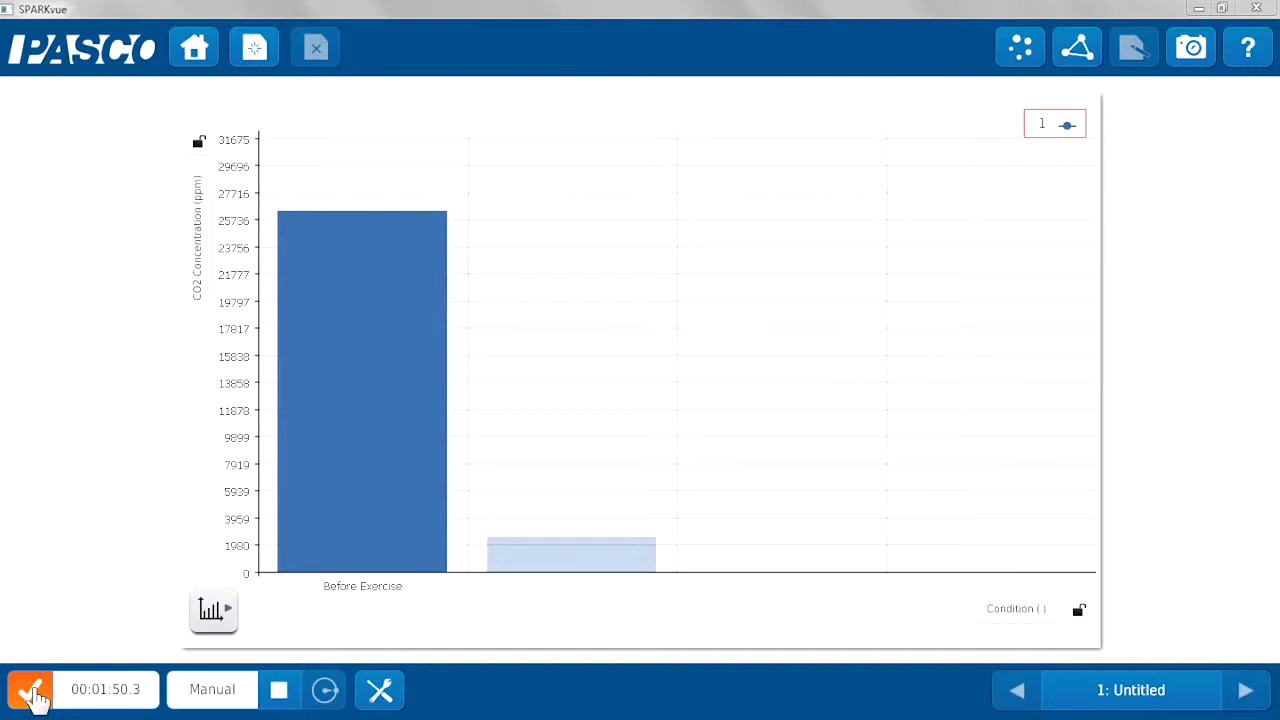 SPARKvue
PASCO
?
1
31675
29696
27716
25736
23756
21777
19797
17817
15838
13858
11878
9899
7919
5939
3959
1980
0
CO2 Concentration (ppm)
Before Exercise
Condition ( )
00:01:50.3
Manual
1: Untitled